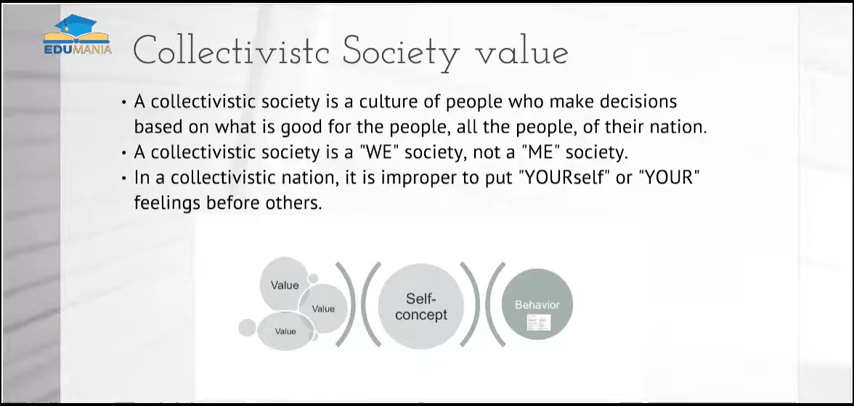 EDUMANIA
Collectivistc Society value
• A collectivistic society is a culture of people who make decisions
based on what is good for the people, all the people, of their nation.
• A collectivistic society is a "WE" society, not a "ME" society.
• In a collectivistic nation, it is improper to put "YOURself" or "YOUR"
feelings before others.
Value
Value
Value
Self-
concept
Behavior